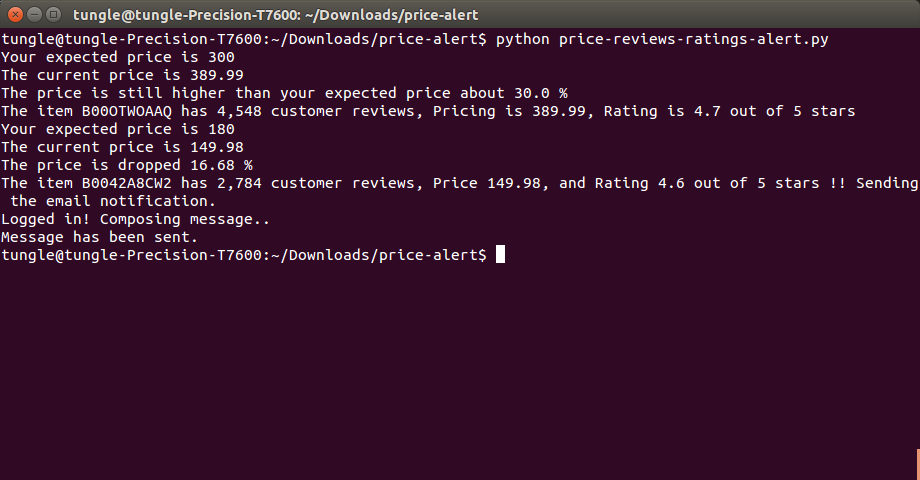 tungle@tungle-Precision-T7600: ~/Downloads/price-alert
tungle@tungle-Precision-T7600:~/Downloads/price-alert$ python price-reviews-ratings-alert.py
Your expected price is 300
The current price is 389.99
The price is still higher than your expected price about 30.0 %
The item B00OTWOAAQ has 4,548 customer reviews, Pricing is 389.99, Rating is 4.7 out of 5 stars
Your expected price is 180
The current price is 149.98
The price is dropped 16.68 %
The item B0042A8CW2 has 2,784 customer reviews, Price 149.98, and Rating 4.6 out of 5 stars !! Sending
 the email notification.
Logged in! Composing message..
Message has been sent.
tungle@tungle-Precision-T7600:~/Downloads/price-alert$